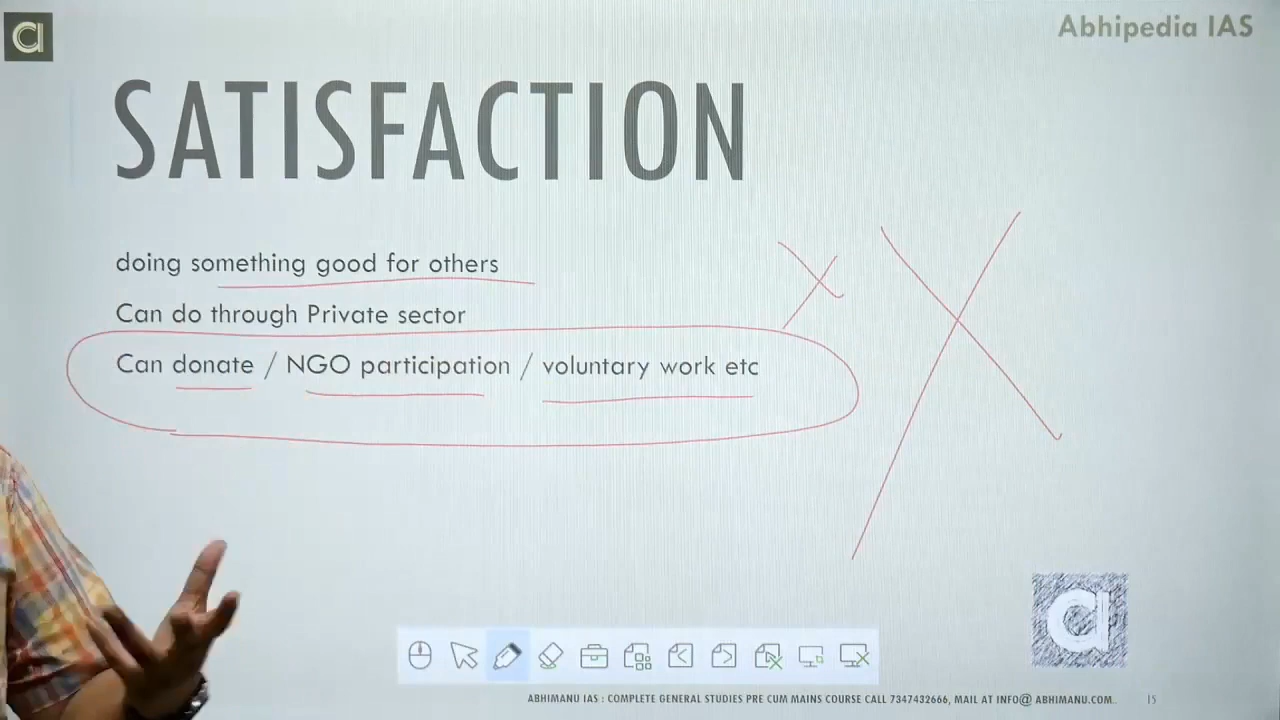 Abhipedia IAS
SATISFACTION
doing something good for others
Can do through Private sector
Can donate / NGO participation / voluntary work etc
ABHIMANU IAS : COMPLETE GENERAL STUDIES PRE CUM MAINS COURSE CALL 7347432666, MAIL AT INFO@ ABHIMANU.COM..
15